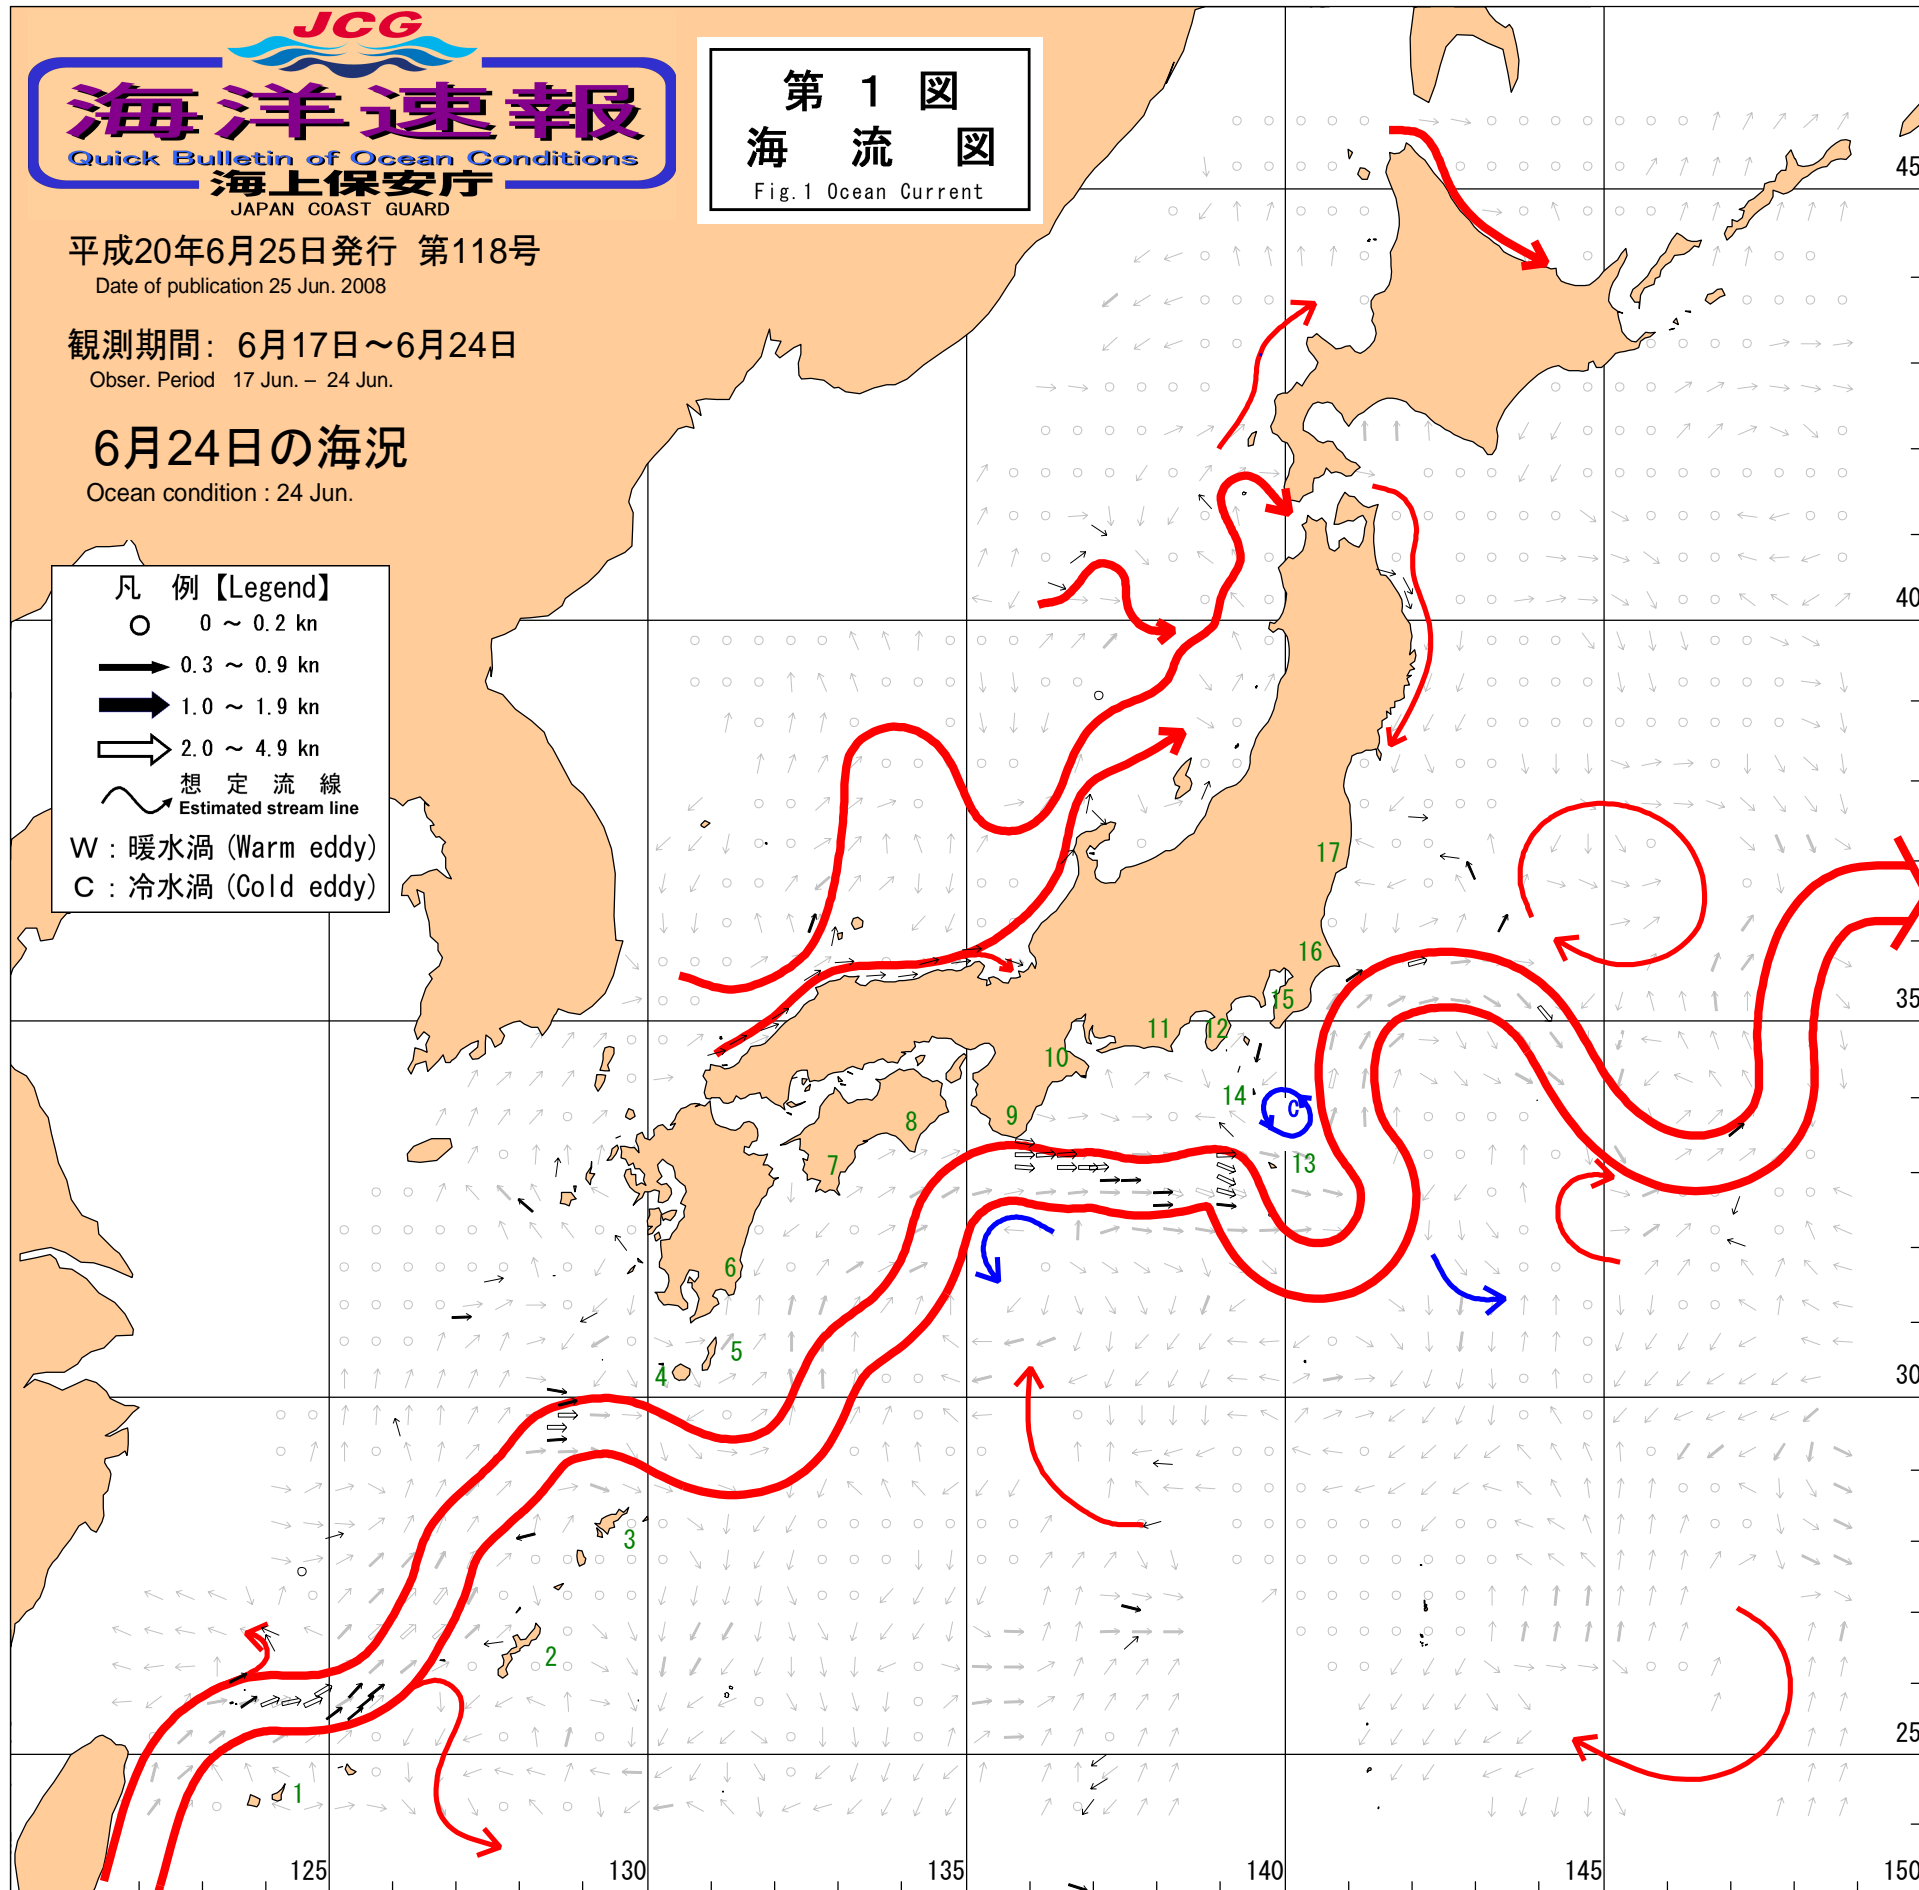 JCG
海洋速報
Quick Bulletin of Ocean Conditions
海上保安庁
JAPAN COAST GUARD
第 1 図
海 流 図
Fig.1 Ocean Current
平成20年6月25日発行 第118号
Date of publication 25 Jun. 2008
観測期間: 6月17日～6月24日
Obser. Period 17 Jun. – 24 Jun.
6月24日の海況
Ocean condition : 24 Jun.
凡 例【Legend】
0 ～ 0.2 kn
0.3 ～ 0.9 kn
1.0 ～ 1.9 kn
2.0 ～ 4.9 kn
想 定 流 線
Estimated stream line
W : 暖水渦 (Warm eddy)
C : 冷水渦 (Cold eddy)
45
40
17
16
35
15
12
11
10
14
C
9
8
13
7
6
5
4
30
3
2
25
1
125
130
135
140
145
150